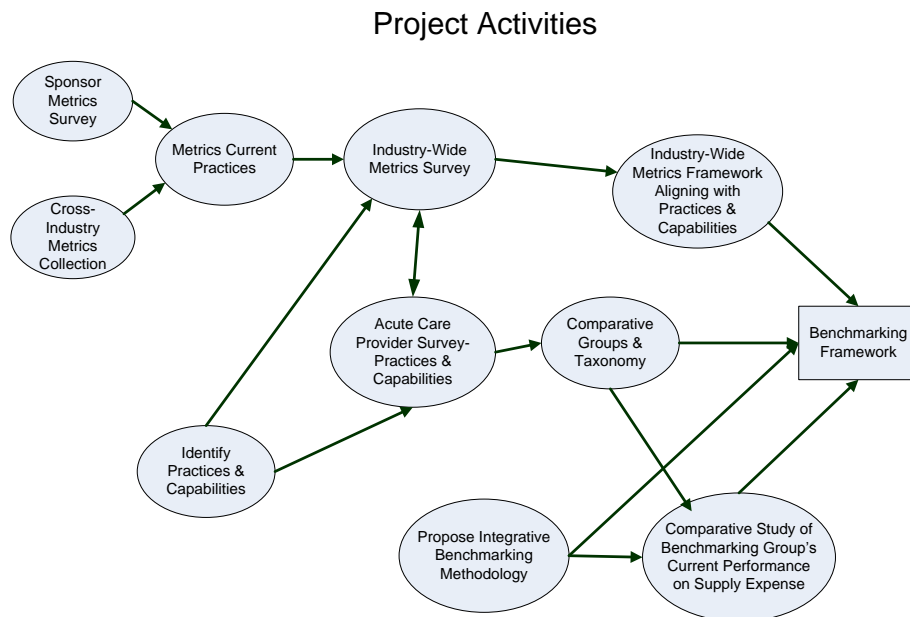 Project Activities
Sponsor
Metrics
Survey
Metrics Current
Practices
Industry-Wide
Metrics Survey
Industry-Wide
Metrics Framework
Aligning with
Practices &
Capabilities
Cross-
Industry
Metrics
Collection
Acute Care
Provider Survey-
Practices &
Capabilities
Comparative
Groups &
Taxonomy
Benchmarking
Framework
Identify
Practices &
Capabilities
Propose Integrative
Benchmarking
Methodology
Comparative Study of
Benchmarking Group’s
Current Performance
on Supply Expense